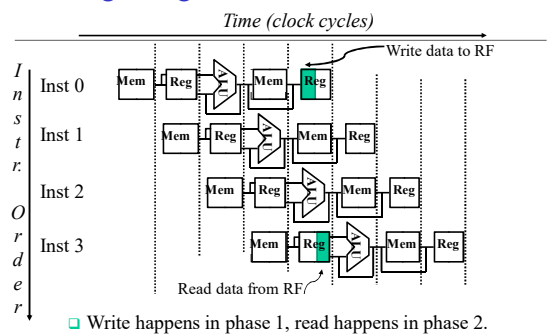 Time (clock cycles)
Write data to RF
Instr. Order
Inst 0 Mem Reg ALU Mem Reg
Inst 1 Mem Reg ALU Mem Reg
Inst 2 Mem Reg ALU Mem Reg
Inst 3 Mem Reg ALU Mem Reg
Read data from RF
Write happens in phase 1, read happens in phase 2.